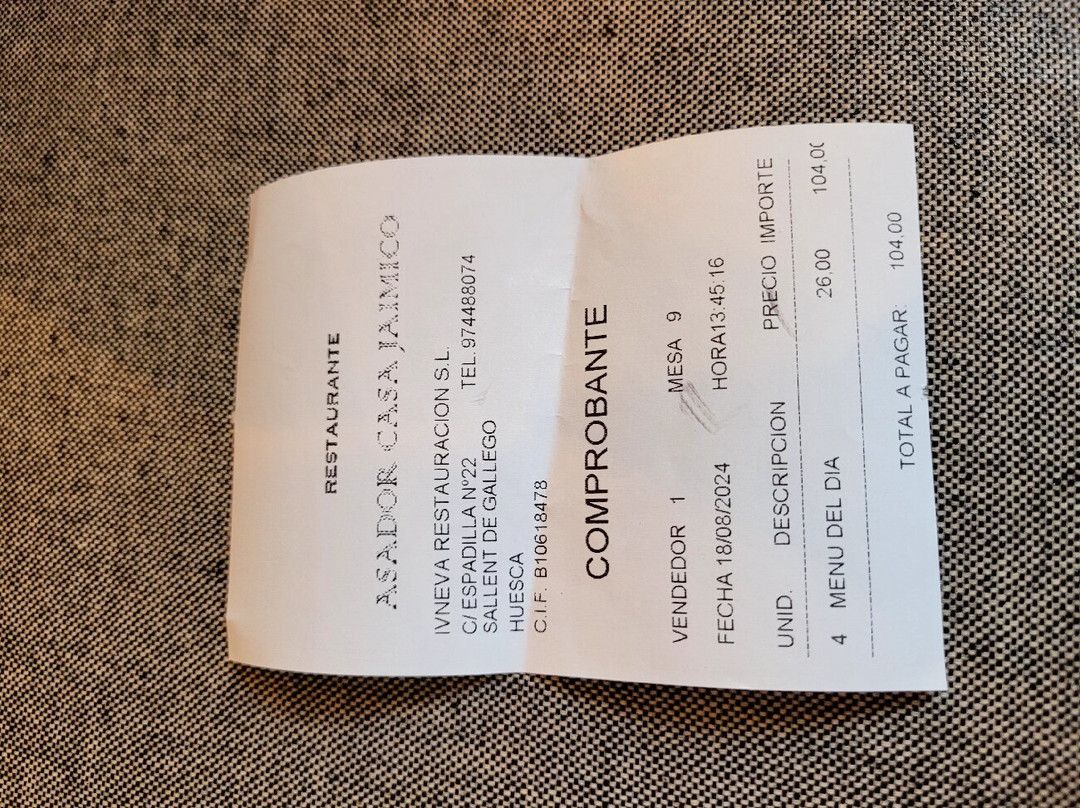 RESTAURANTE
ASADOR CASA JAIMICO
IVNEVA RESTAURACION S.L.
C/ ESPADILLA Nº22 TEL.974488074
SALLENT DE GALLEGO
HUESCA
C.I.F. B10618478
COMPROBANTE
VENDEDOR 1 MESA 9
FECHA 18/08/2024 HORA13:45:16
UNID. DESCRIPCION PRECIO IMPORTE
4 MENU DEL DIA 26,00 104,00
TOTAL A PAGAR: 104,00